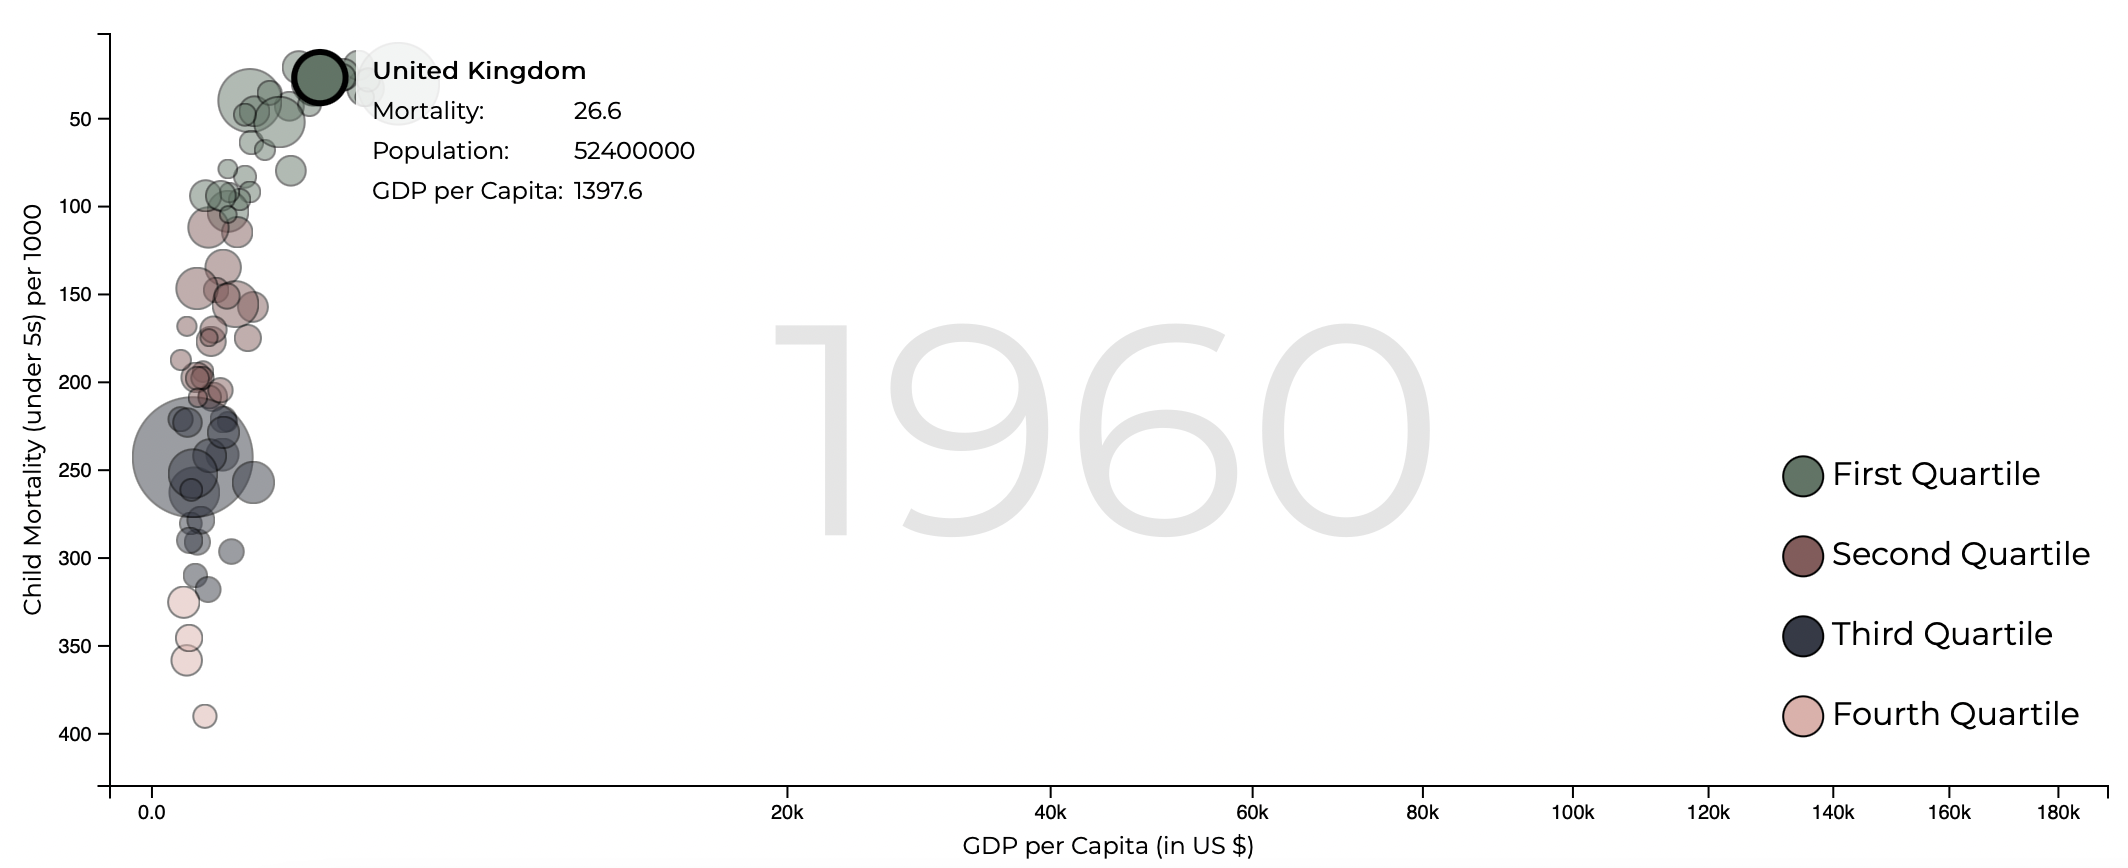 United Kingdom
Mortality: 26.6
Population: 52400000
GDP per Capita: 1397.6
Child Mortality (under 5s) per 1000
50
100
150
200
250
300
350
400
1960
First Quartile
Second Quartile
Third Quartile
Fourth Quartile
0.0 20k 40k 60k 80k 100k 120k 140k 160k 180k
GDP per Capita (in US $)